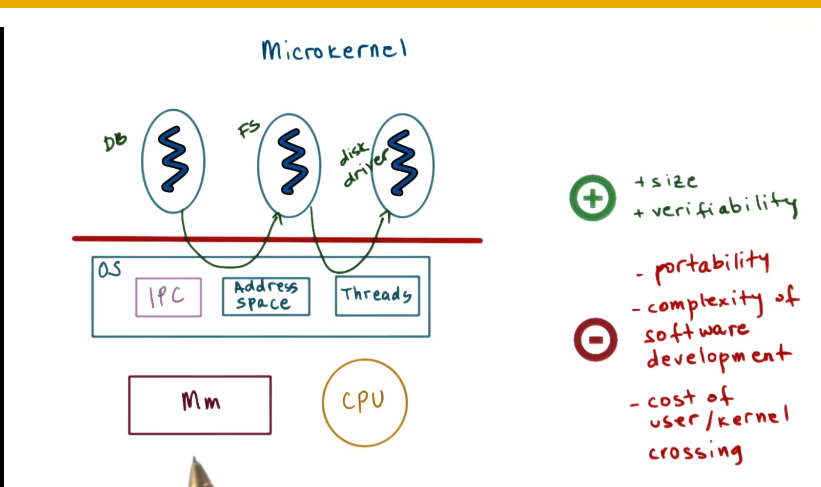 Microkernel
DB
FS
disk
driver
OS
IPC
Address
space
Threads
Mm
CPU
+ size
+ verifiability
- portability
- complexity of
software
development
- cost of
user/kernel
crossing